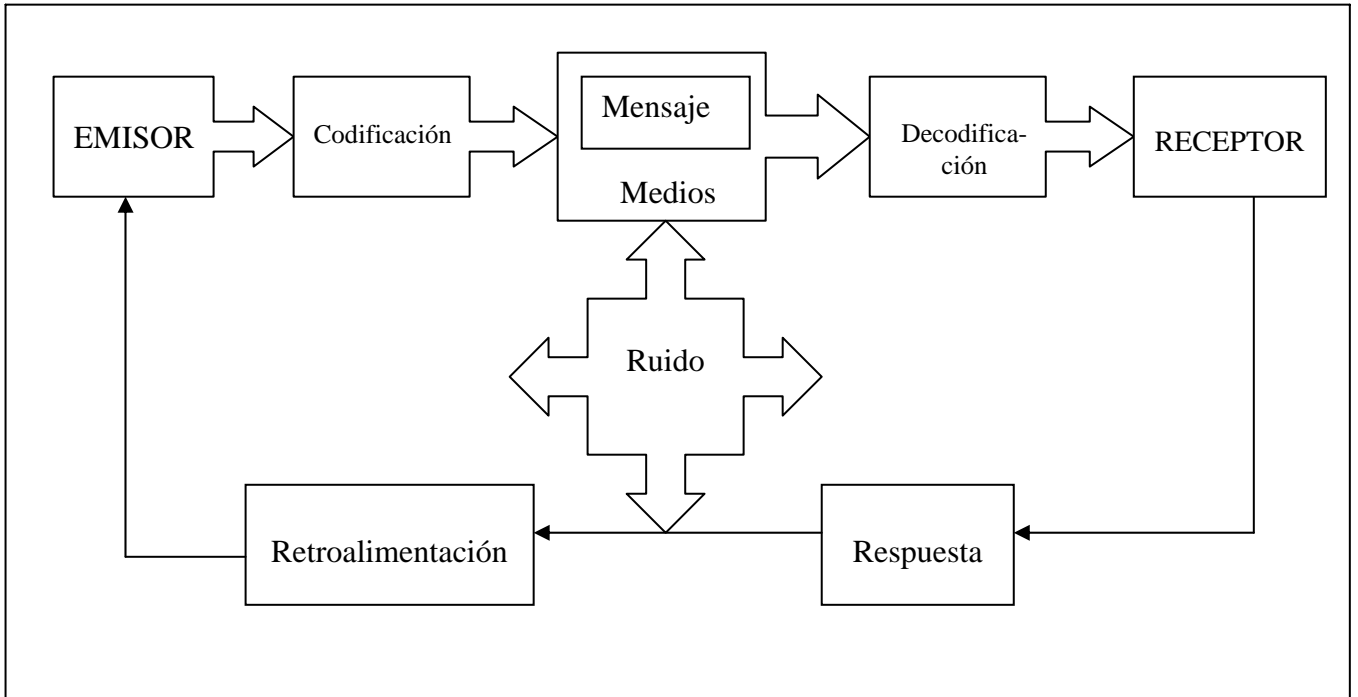 EMISOR
Codificación
Mensaje
Medios
Decodifica-
ción
RECEPTOR
Ruido
Retroalimentación
Respuesta